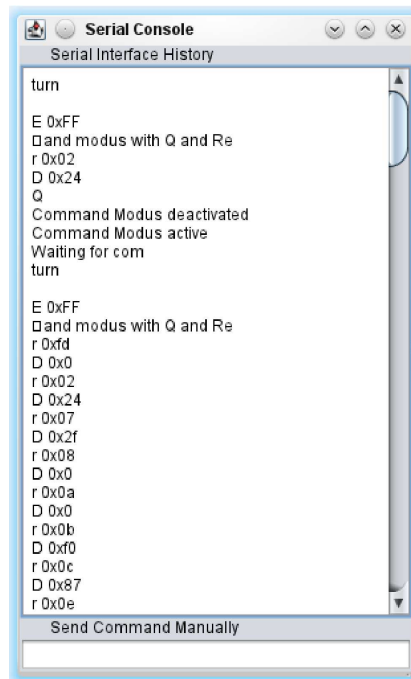 Serial Console
Serial Interface History
turn
E 0xFF
□and modus with Q and Re
r 0x02
D 0x24
Q
Command Modus deactivated
Command Modus active
Waiting for com
turn
E 0xFF
□and modus with Q and Re
r 0xfd
D 0x0
r 0x02
D 0x24
r 0x07
D 0x2f
r 0x08
D 0x0
r 0x0a
D 0x0
r 0x0b
D 0xf0
r 0x0c
D 0x87
r 0x0e
Send Command Manually